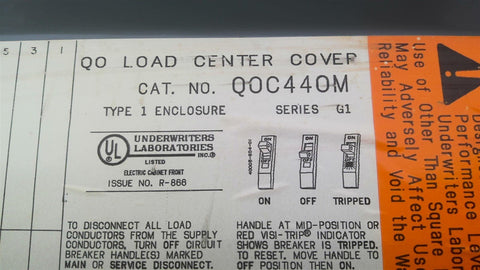 5 3 1
QO LOAD CENTER COVER
CAT. NO. QOC440M
TYPE 1 ENCLOSURE SERIES G1
UL
UNDERWRITERS
LABORATORIES
INC.®
LISTED
ELECTRIC CABINET FRONT
ISSUE NO. R-866
ON OFF TRIPPED
TO DISCONNECT ALL LOAD
CONDUCTORS FROM THE SUPPLY
CONDUCTORS, TURN OFF CIRCUIT
BREAKER HANDLE(S) MARKED
MAIN OR SERVICE DISCONNECT.
HANDLE AT MID-POSITION OR
RED VISI-TRIP® INDICATOR
SHOWS BREAKER IS TRIPPED.
TO RESET, MOVE HANDLE TO
OFF POSITION THEN ON.
Performance
Underwriters Labo
Use of Other Than Square
May Adversely Affect Us
Reliability and Void the W